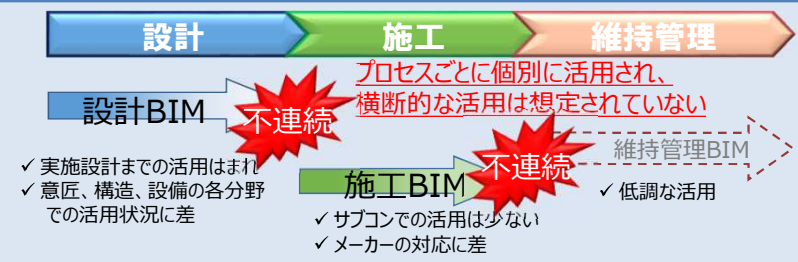 設計
施工
維持管理
プロセスごとに個別に活用され、
横断的な活用は想定されていない
設計BIM
不連続
✓ 実施設計までの活用はまれ
✓ 意匠、構造、設備の各分野
での活用状況に差
施工BIM
不連続
✓ サブコンでの活用は少ない
✓ メーカーの対応に差
維持管理BIM
✓ 低調な活用